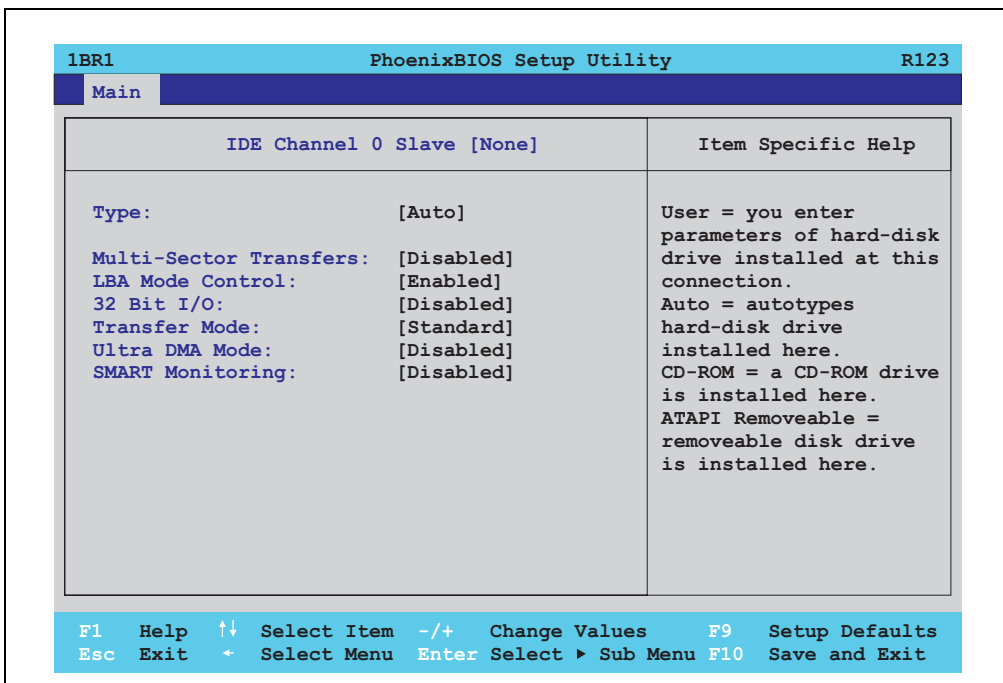 1BR1 PhoenixBIOS Setup Utility R123
Main
IDE Channel 0 Slave [None]
Item Specific Help
Type: [Auto]
Multi-Sector Transfers: [Disabled]
LBA Mode Control: [Enabled]
32 Bit I/O: [Disabled]
Transfer Mode: [Standard]
Ultra DMA Mode: [Disabled]
SMART Monitoring: [Disabled]
User = you enter
parameters of hard-disk
drive installed at this
connection.
Auto = autotypes
hard-disk drive
installed here.
CD-ROM = a CD-ROM drive
is installed here.
ATAPI Removeable =
removeable disk drive
is installed here.
F1 Help ↑↓ Select Item -/+ Change Values F9 Setup Defaults
Esc Exit ← Select Menu Enter Select ▶ Sub Menu F10 Save and Exit